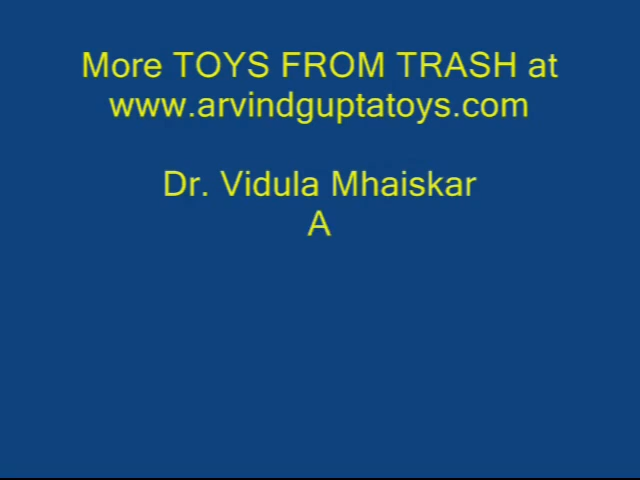 More TOYS FROM TRASH at
www.arvindguptatoys.com
Dr. Vidula Mhaiskar
A